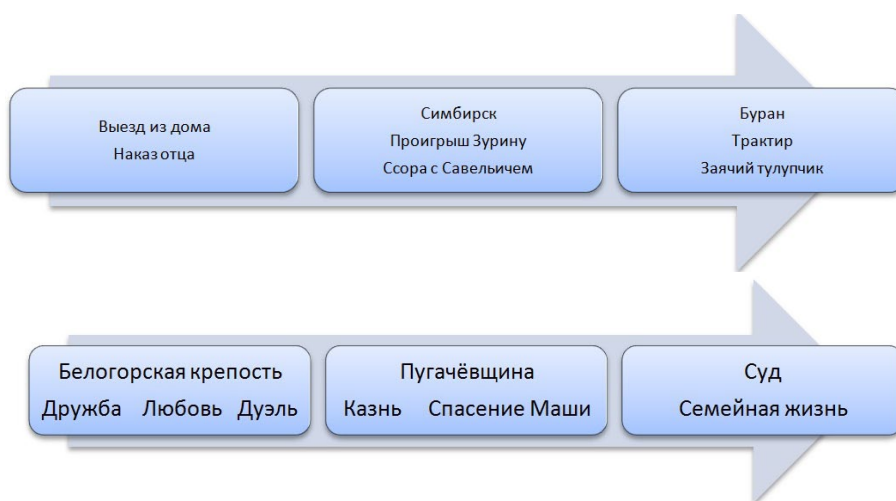 Выезд из дома
Наказ отца
Симбирск
Проигрыш Зурину
Ссора с Савельичем
Буран
Трактир
Заячий тулупчик
Белогорская крепость
Дружба Любовь Дуэль
Пугачёвщина
Казнь Спасение Маши
Суд
Семейная жизнь